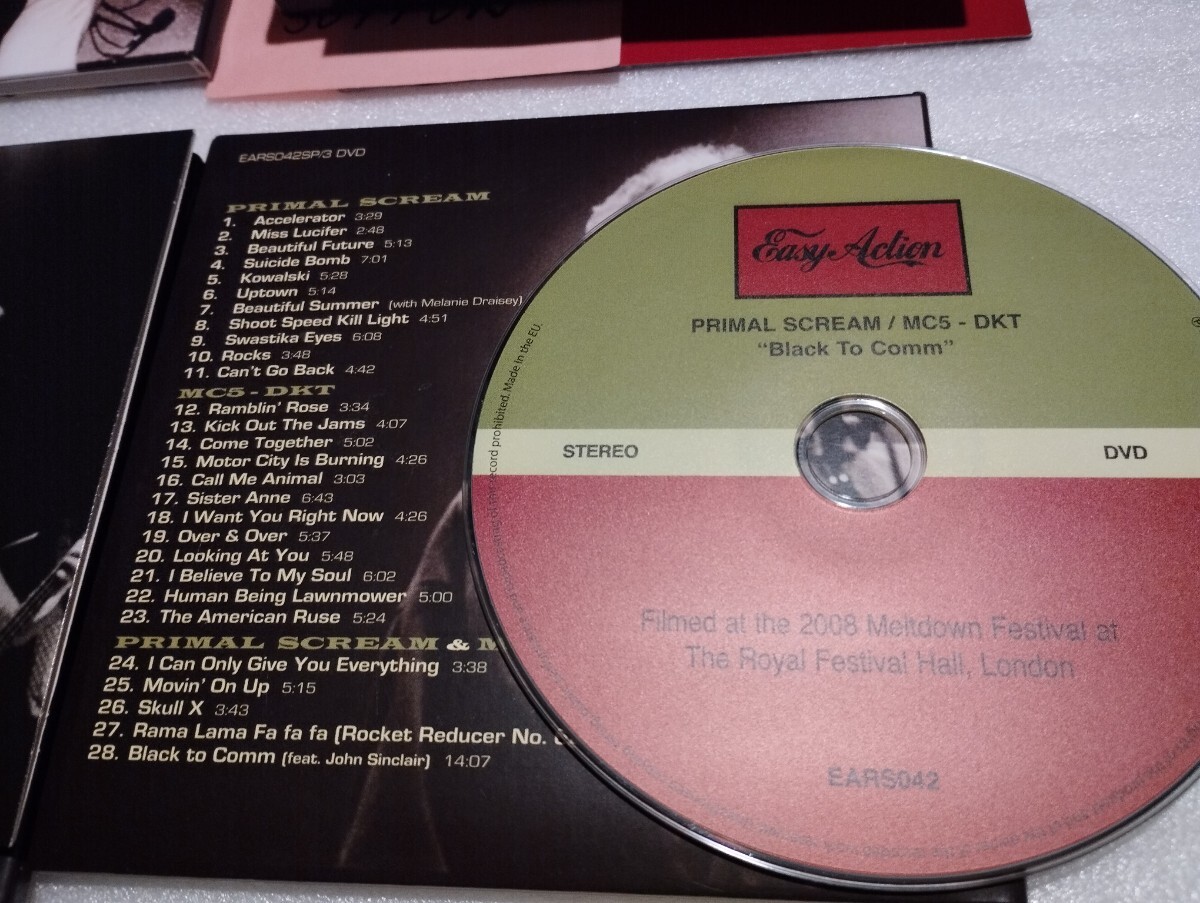 EARS042SP/3 DVD
PRIMAL SCREAM
1. Accelerator 3:29
2. Miss Lucifer 2:48
3. Beautiful Future 5:13
4. Suicide Bomb 7:01
5. Kowalski 5:28
6. Uptown 5:14
7. Beautiful Summer (with Melanie Draisey)
8. Shoot Speed Kill Light 4:51
9. Swastika Eyes 6:08
10. Rocks 3:48
11. Can't Go Back 4:42
MC5 - DKT
12. Ramblin' Rose 3:34
13. Kick Out The Jams 4:07
14. Come Together 5:02
15. Motor City Is Burning 4:26
16. Call Me Animal 3:03
17. Sister Anne 6:43
18. I Want You Right Now 4:26
19. Over & Over 5:37
20. Looking At You 5:48
21. I Believe To My Soul 6:02
22. Human Being Lawnmower 5:00
23. The American Ruse 5:24
PRIMAL SCREAM & M
24. I Can Only Give You Everything 3:38
25. Movin' On Up 5:15
26. Skull X 3:43
27. Rama Lama Fa fa fa (Rocket Reducer No.
28. Black to Comm (feat. John Sinclair) 14:07
Easy Action
PRIMAL SCREAM / MC5 - DKT
"Black To Comm"
STEREO
DVD
Filmed at the 2008 Meltdown Festival at
The Royal Festival Hall, London
EARS042
record prohibited. Made in the EU.